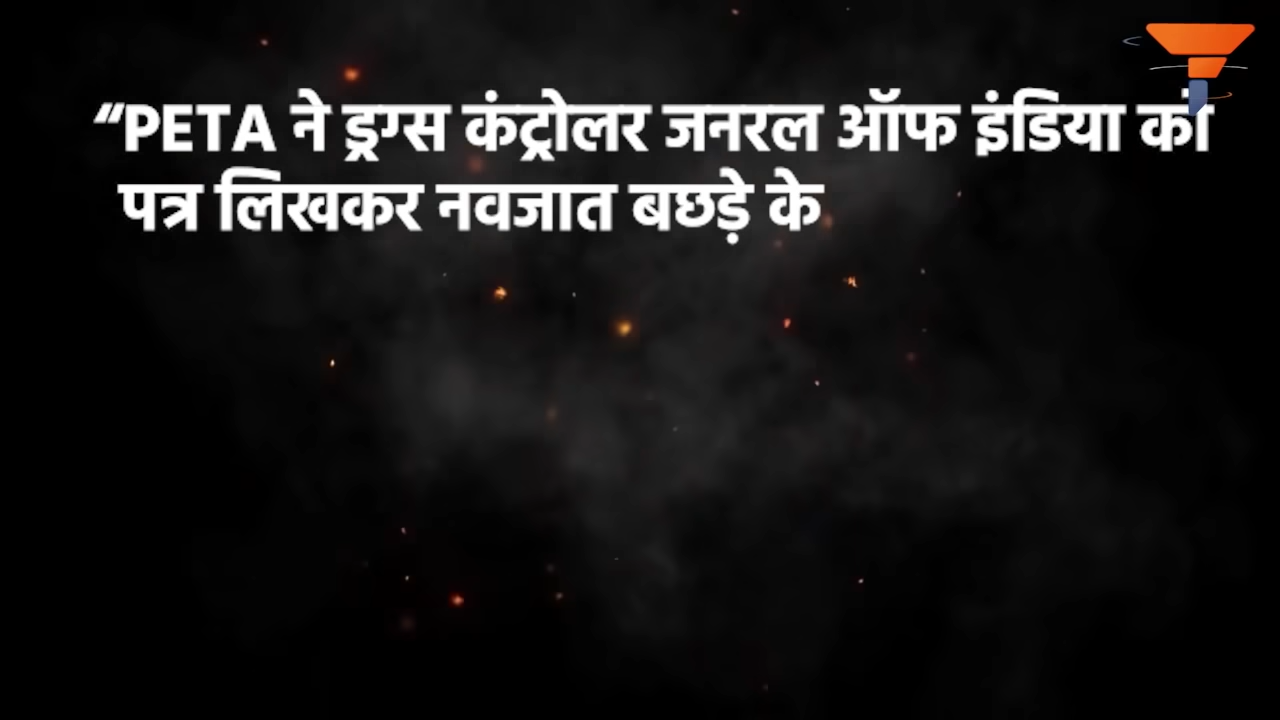 “PETA ने ड्रग्स कंट्रोलर जनरल ऑफ इंडिया को
पत्र लिखकर नवजात बछड़े के